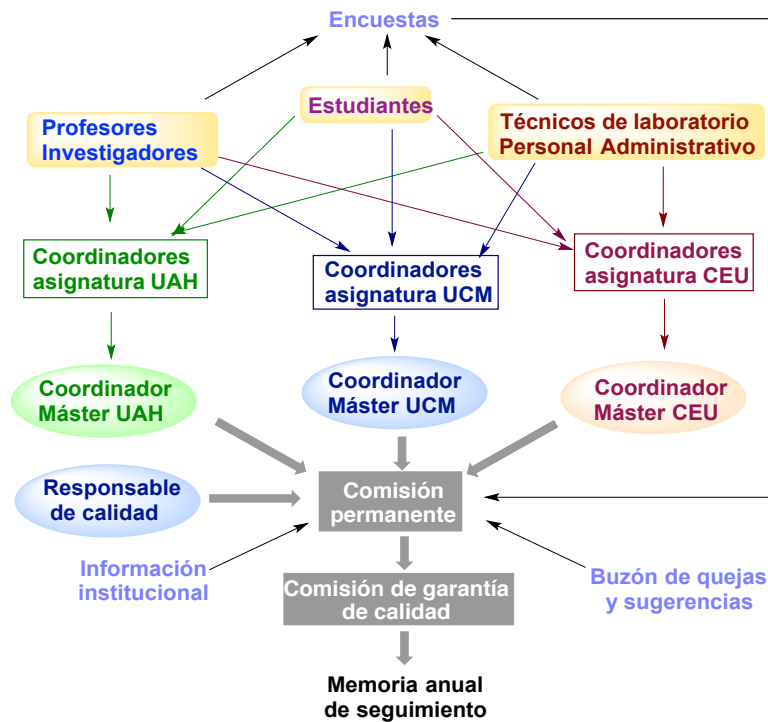 Encuestas
Profesores
Investigadores
Estudiantes
Técnicos de laboratorio
Personal Administrativo
Coordinadores
asignatura UAH
Coordinadores
asignatura UCM
Coordinadores
asignatura CEU
Coordinador
Máster UAH
Coordinador
Máster UCM
Coordinador
Máster CEU
Responsable
de calidad
Comisión
permanente
Información
institucional
Comisión de garantía
de calidad
Buzón de quejas
y sugerencias
Memoria anual
de seguimiento